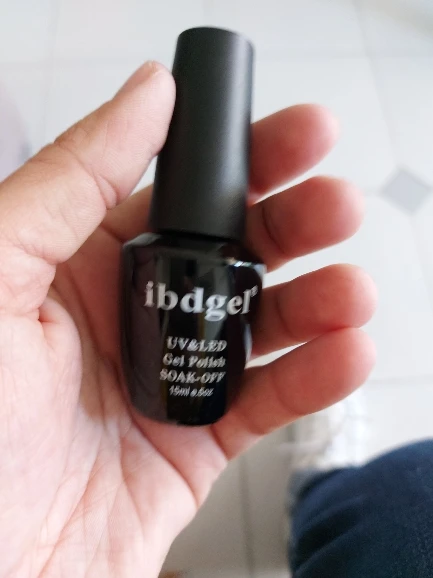 ibdgel®
UV&LED
Gel Polish
SOAK-OFF
15ml e.5oz